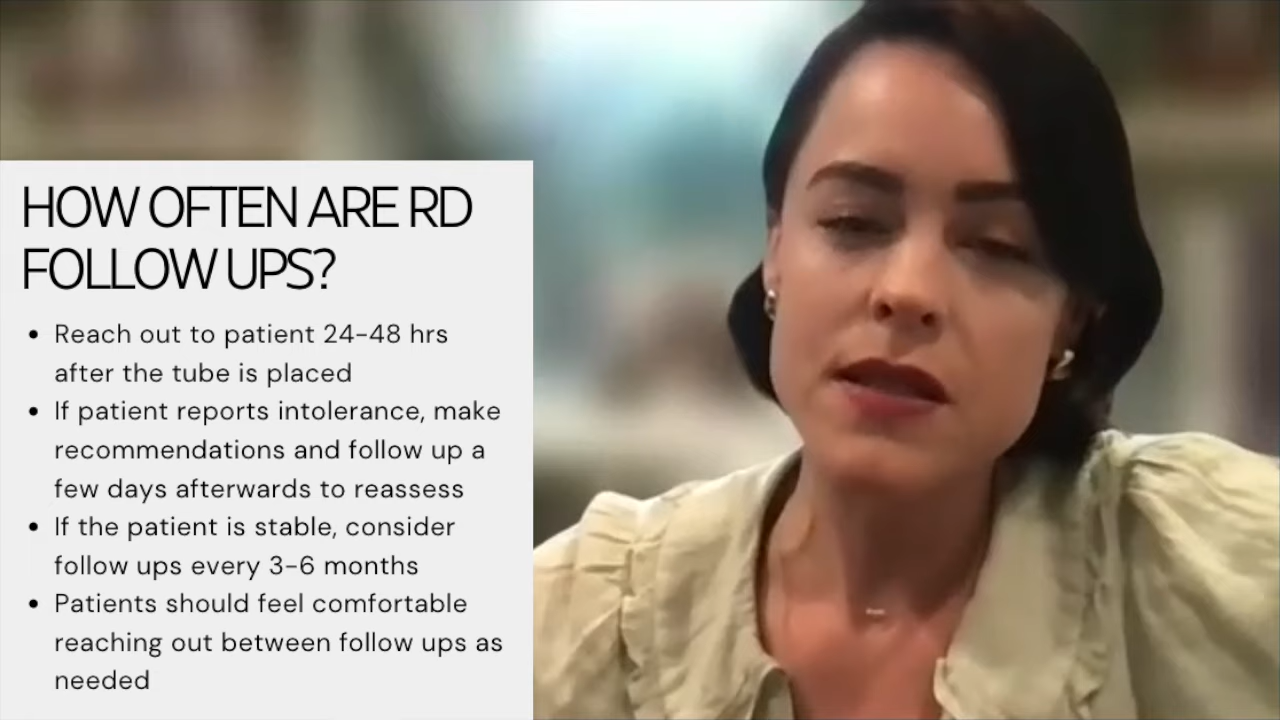 HOW OFTEN ARE RD
FOLLOW UPS?
• Reach out to patient 24-48 hrs
after the tube is placed
• If patient reports intolerance, make
recommendations and follow up a
few days afterwards to reassess
• If the patient is stable, consider
follow ups every 3-6 months
• Patients should feel comfortable
reaching out between follow ups as
needed